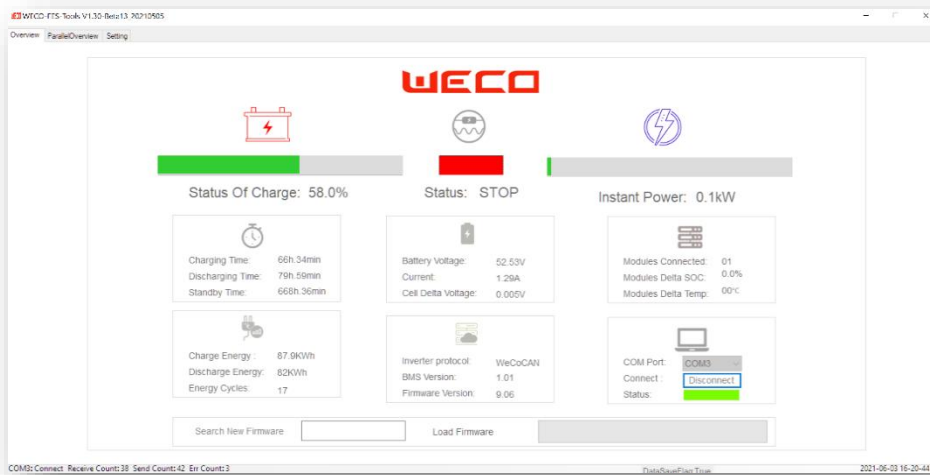 WECO-FTS-Tools V1.30-Beta13-20210505
Overview ParallelOverview Setting
WECO
Status Of Charge: 58.0%
Status: STOP
Instant Power: 0.1kW
Charging Time: 66h.34min
Discharging Time: 79h.59min
Standby Time: 668h.36min
Battery Voltage: 52.53V
Current: 1.29A
Cell Delta Voltage: 0.005V
Modules Connected: 01
Modules Delta SOC: 0.0%
Modules Delta Temp: 00°C
Charge Energy : 87.9KWh
Discharge Energy: 82KWh
Energy Cycles: 17
Inverter protocol: WeCoCAN
BMS Version: 1.01
Firmware Version: 9.06
COM Port: COM3
Connect : Disconnect
Status:
Search New Firmware
Load Firmware
COM3: Connect Receive Count: 38 Send Count: 42 Err Count: 3
DataSaveFlag:True
2021-06-03 16-20-44